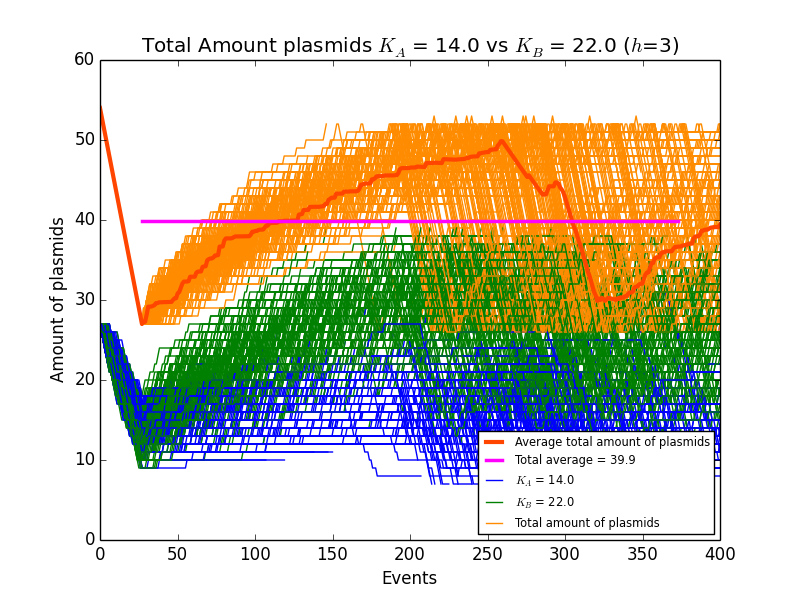 Total Amount plasmids K_A = 14.0 vs K_B = 22.0 (h=3)
60
50
40
30
20
10
0
Amount of plasmids
Average total amount of plasmids
Total average = 39.9
K_A = 14.0
K_B = 22.0
Total amount of plasmids
0 50 100 150 200 250 300 350 400
Events